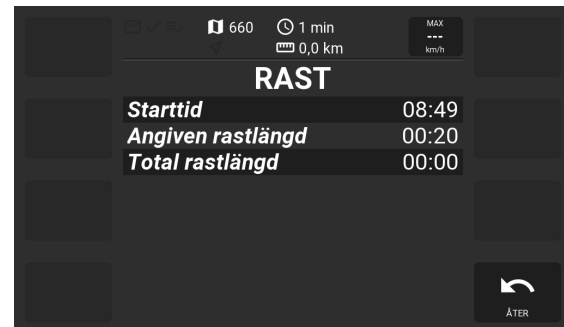 660 1 min
0,0 km
MAX
---
km/h
RAST
Starttid 08:49
Angiven rastlängd 00:20
Total rastlängd 00:00
ÅTER